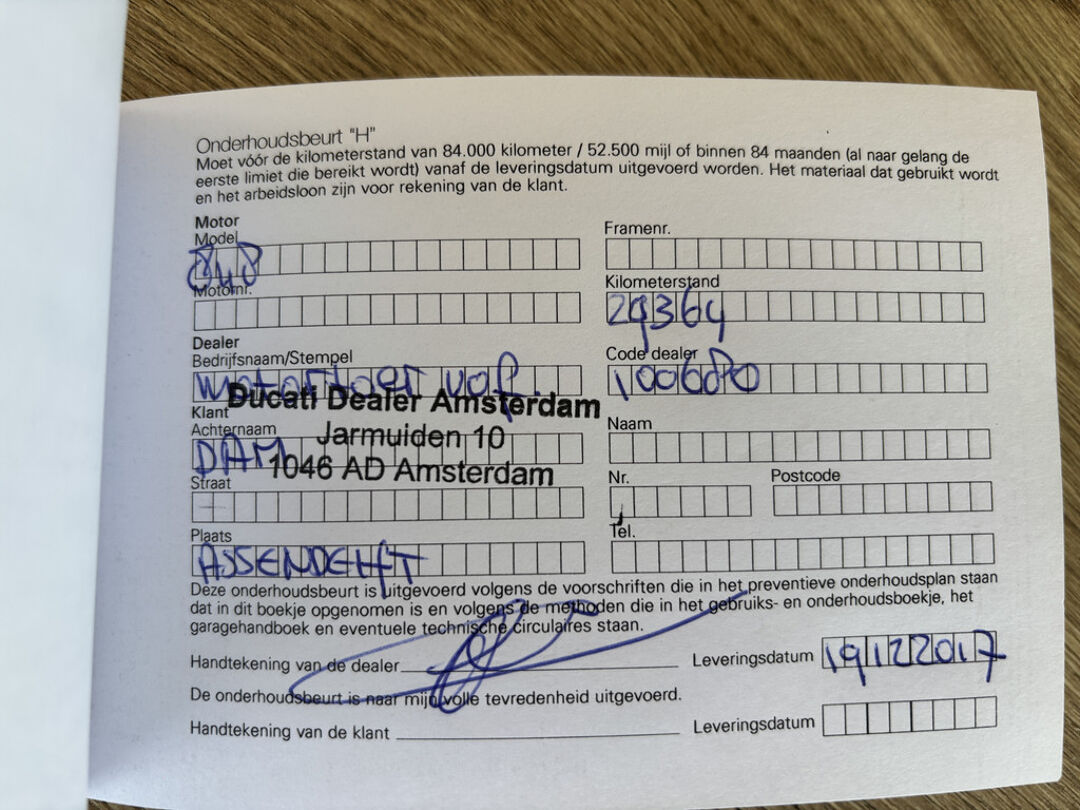 Onderhoudsbeurt "H"
Moet vóór de kilometerstand van 84.000 kilometer / 52.500 mijl of binnen 84 maanden (al naar gelang de
eerste limiet die bereikt wordt) vanaf de leveringsdatum uitgevoerd worden. Het materiaal dat gebruikt wordt
en het arbeidsloon zijn voor rekening van de klant.
Motor
Model
848
Framenr.
Motornr.
Kilometerstand
29364
Dealer
Bedrijfsnaam/Stempel
Motortoer vof.
Code dealer
Ducati Dealer Amsterdam
Jarmuiden 10
1046 AD Amsterdam
Klant
Achternaam
DAM
Naam
Straat
Nr.
Postcode
Plaats
ASSENDELFT
Tel.
Deze onderhoudsbeurt is uitgevoerd volgens de voorschriften die in het preventieve onderhoudsplan staan
dat in dit boekje opgenomen is en volgens de methoden die in het gebruiks- en onderhoudsboekje, het
garagehandboek en eventuele technische circulaires staan.
Handtekening van de dealer
Leveringsdatum 19122017
De onderhoudsbeurt is naar mijn volle tevredenheid uitgevoerd.
Handtekening van de klant
Leveringsdatum